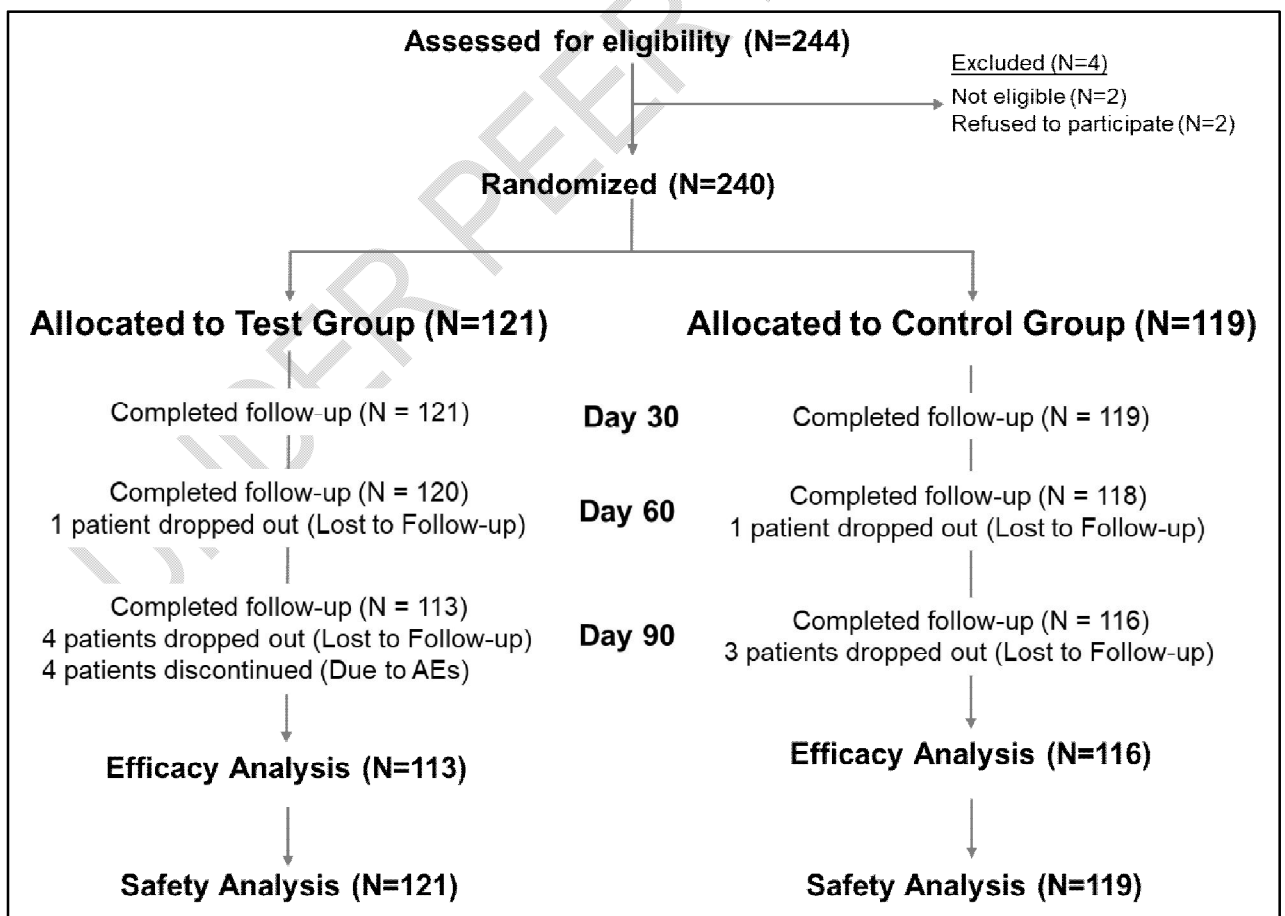 Assessed for eligibility (N=244)
Excluded (N=4)
Not eligible (N=2)
Refused to participate (N=2)
Randomized (N=240)
Allocated to Test Group (N=121)
Allocated to Control Group (N=119)
Completed follow-up (N = 121)
Day 30
Completed follow-up (N = 119)
Completed follow-up (N = 120)
1 patient dropped out (Lost to Follow-up)
Day 60
Completed follow-up (N = 118)
1 patient dropped out (Lost to Follow-up)
Completed follow-up (N = 113)
4 patients dropped out (Lost to Follow-up)
4 patients discontinued (Due to AEs)
Day 90
Completed follow-up (N = 116)
3 patients dropped out (Lost to Follow-up)
Efficacy Analysis (N=113)
Efficacy Analysis (N=116)
Safety Analysis (N=121)
Safety Analysis (N=119)
UNDER PEER